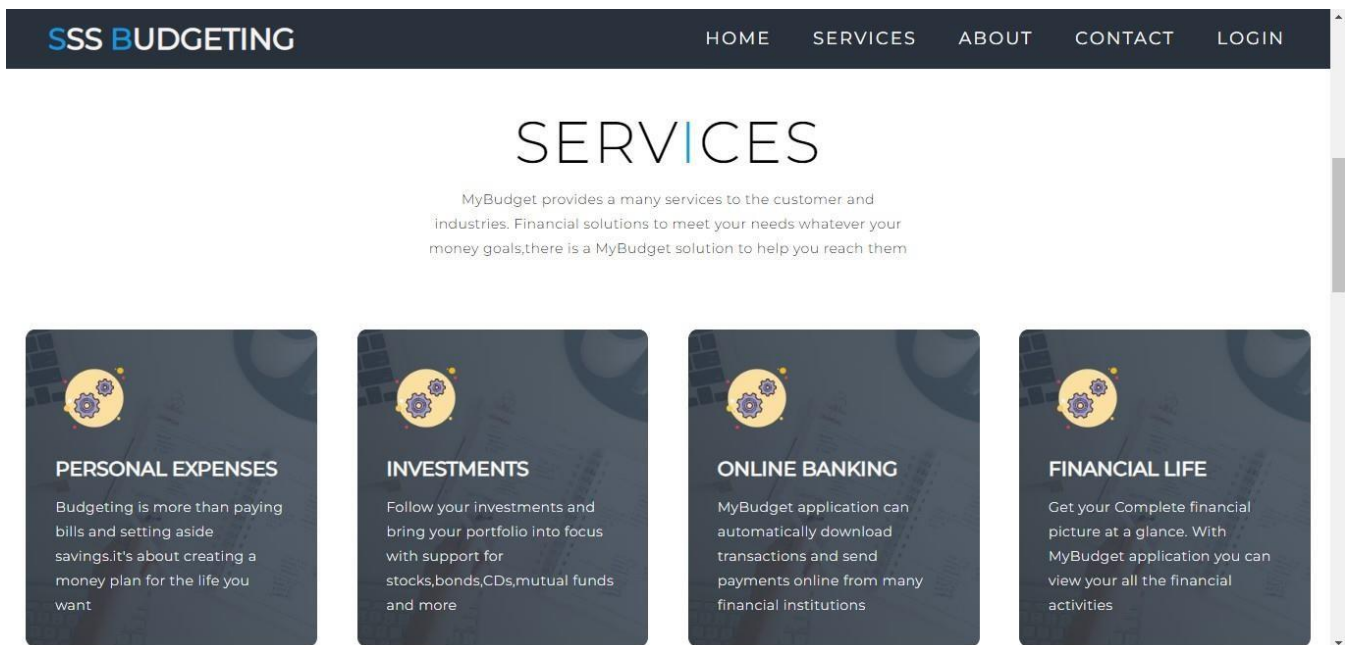 SSS BUDGETING
HOME SERVICES ABOUT CONTACT LOGIN
SERVICES
MyBudget provides a many services to the customer and
industries. Financial solutions to meet your needs whatever your
money goals,there is a MyBudget solution to help you reach them
PERSONAL EXPENSES
Budgeting is more than paying
bills and setting aside
savings.it's about creating a
money plan for the life you
want
INVESTMENTS
Follow your investments and
bring your portfolio into focus
with support for
stocks,bonds,CDs,mutual funds
and more
ONLINE BANKING
MyBudget application can
automatically download
transactions and send
payments online from many
financial institutions
FINANCIAL LIFE
Get your Complete financial
picture at a glance. With
MyBudget application you can
view your all the financial
activities